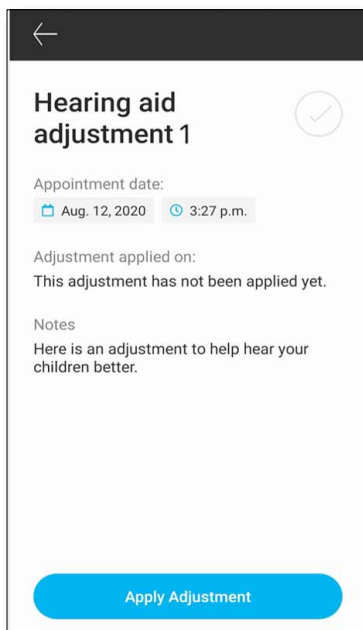 Hearing aid
adjustment 1
Appointment date:
Aug. 12, 2020 3:27 p.m.
Adjustment applied on:
This adjustment has not been applied yet.
Notes
Here is an adjustment to help hear your
children better.
Apply Adjustment